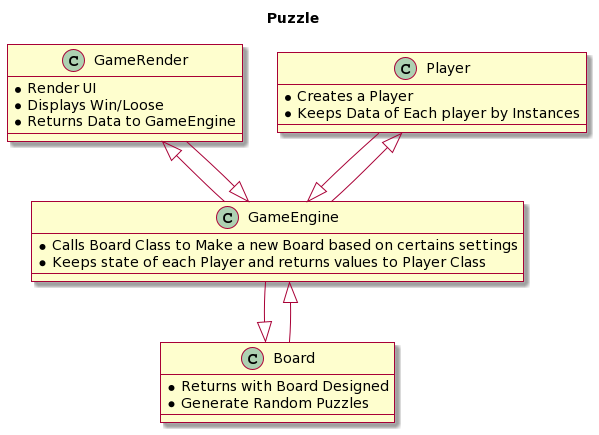 Puzzle
C GameRender
• Render UI
• Displays Win/Loose
• Returns Data to GameEngine
C Player
• Creates a Player
• Keeps Data of Each player by Instances
C GameEngine
• Calls Board Class to Make a new Board based on certains settings
• Keeps state of each Player and returns values to Player Class
C Board
• Returns with Board Designed
• Generate Random Puzzles